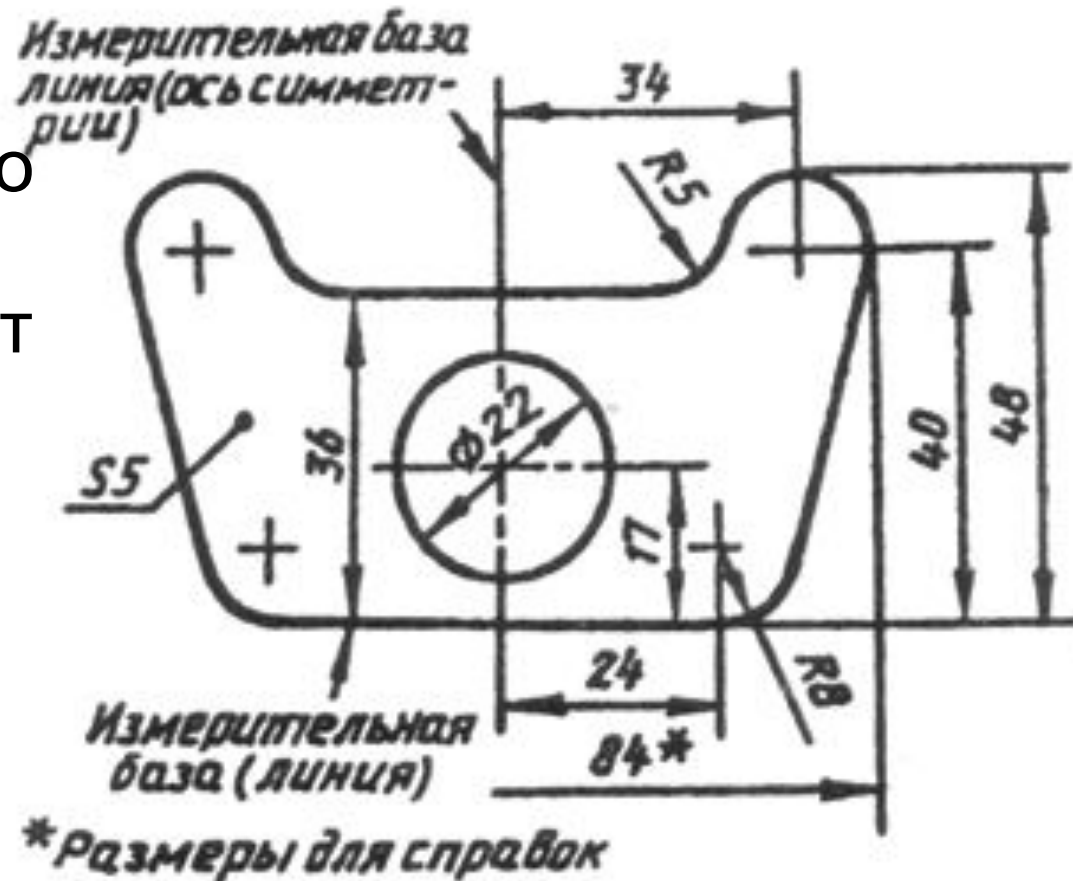 Измерительная база
линия (ось симмет-
рии)
о
т
34
R5
48
40
36
⌀22
17
S5
24
R8
84*
Измерительная
база (линия)
*Размеры для справок